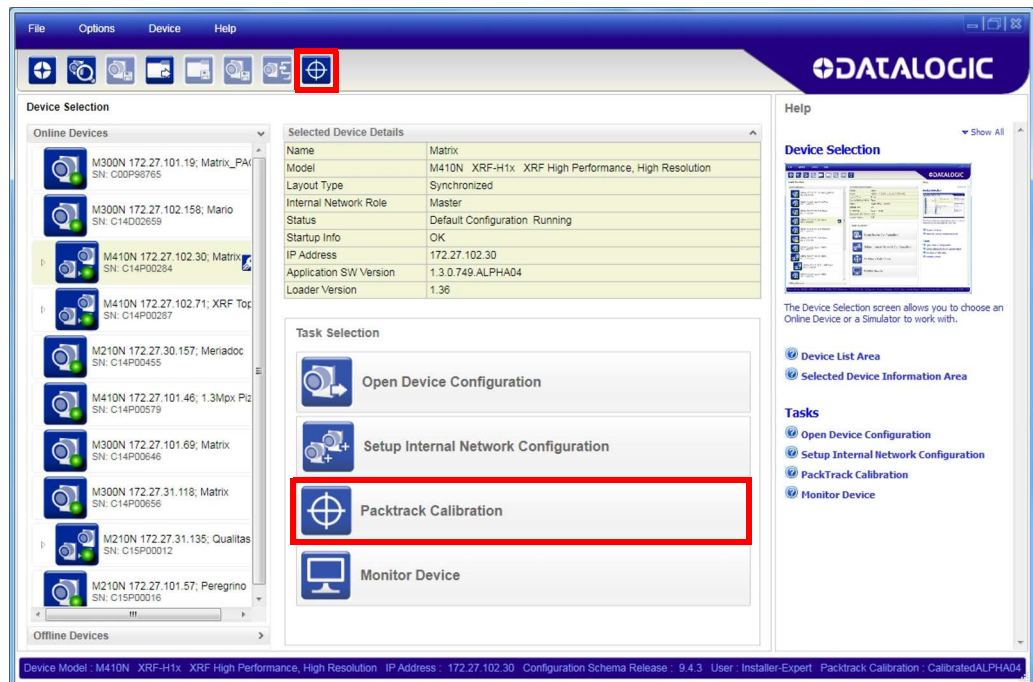 File Options Device Help
DATALOGIC
Device Selection
Online Devices
M300N 172.27.101.19; Matrix_PA
SN: C00P98765
M300N 172.27.102.158; Mario
SN: C14D02659
M410N 172.27.102.30; Matrix
SN: C14P00284
M410N 172.27.102.71; XRF Top
SN: C14P00287
M210N 172.27.30.157; Meriadoc
SN: C14P00455
M410N 172.27.101.46; 1.3Mpx Piz
SN: C14P00579
M300N 172.27.101.69; Matrix
SN: C14P00646
M300N 172.27.31.118; Matrix
SN: C14P00656
M210N 172.27.31.135; Qualitas
SN: C15P00012
M210N 172.27.101.57; Peregrino
SN: C15P00016
Offline Devices
Selected Device Details
Name Matrix
Model M410N XRF-H1x XRF High Performance, High Resolution
Layout Type Synchronized
Internal Network Role Master
Status Default Configuration Running
Startup Info OK
IP Address 172.27.102.30
Application SW Version 1.3.0.749.ALPHA04
Loader Version 1.36
Task Selection
Open Device Configuration
Setup Internal Network Configuration
Packtrack Calibration
Monitor Device
Help
Show All
Device Selection
The Device Selection screen allows you to choose an
Online Device or a Simulator to work with.
Device List Area
Selected Device Information Area
Tasks
Open Device Configuration
Setup Internal Network Configuration
PackTrack Calibration
Monitor Device
Device Model : M410N XRF-H1x XRF High Performance, High Resolution IP Address : 172.27.102.30 Configuration Schema Release : 9.4.3 User : Installer-Expert Packtrack Calibration : CalibratedALPHA04